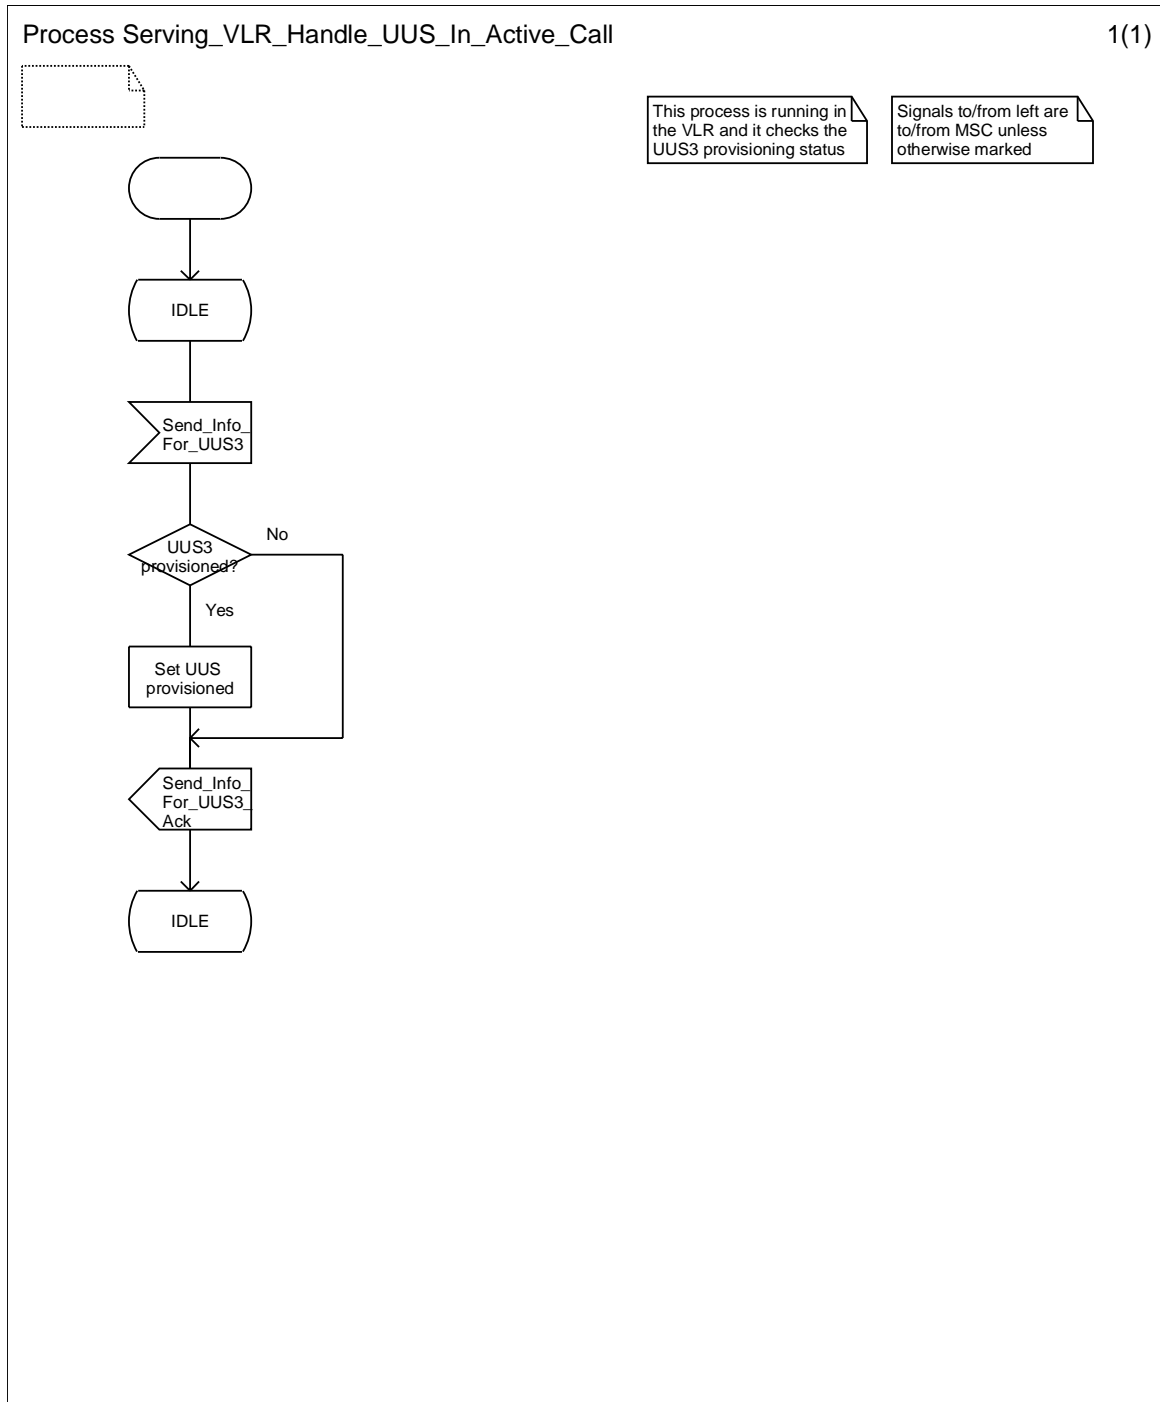 Process Serving_VLR_Handle_UUS_In_Active_Call
1(1)
This process is running in
the VLR and it checks the
UUS3 provisioning status
Signals to/from left are
to/from MSC unless
otherwise marked
IDLE
Send_Info_
For_UUS3
UUS3
provisioned?
No
Yes
Set UUS
provisioned
Send_Info_
For_UUS3_
Ack
IDLE